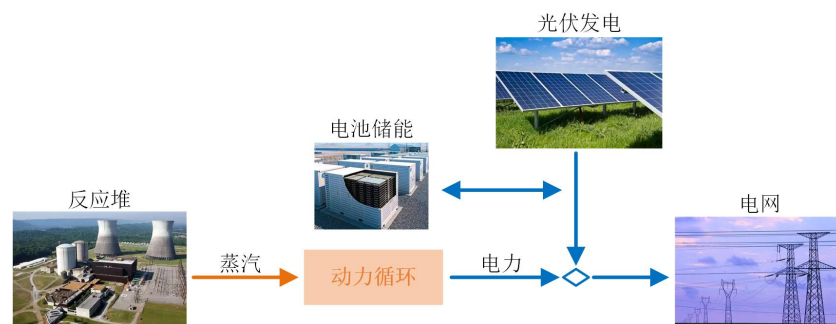 光伏发电
电池储能
反应堆
电网
蒸汽
动力循环
电力